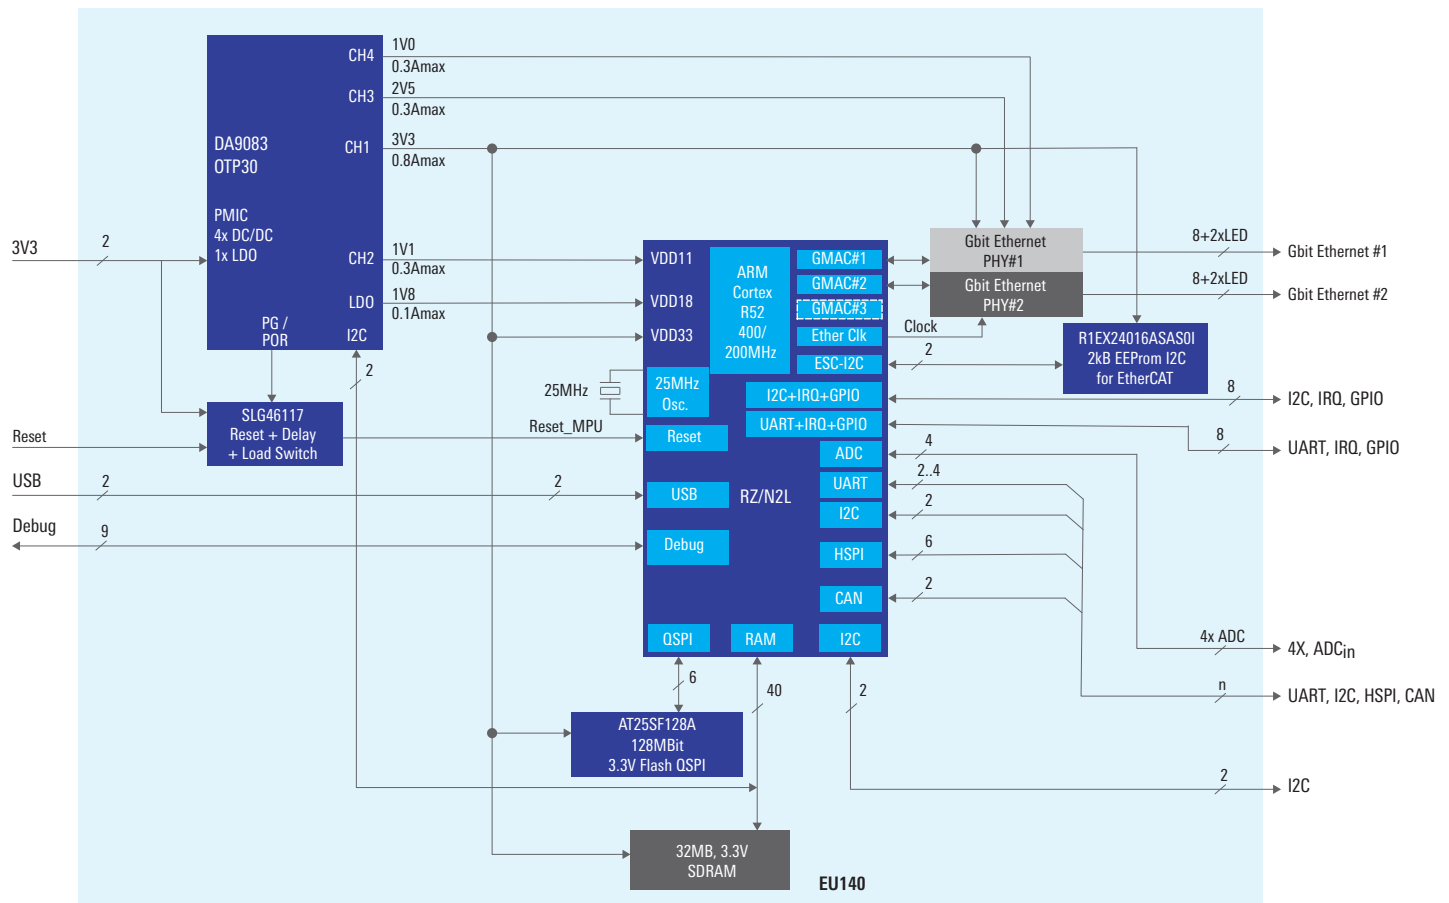 DA9083
OTP30
PMIC
4x DC/DC
1x LDO
CH4
CH3
CH1
CH2
LDO
I2C
PG /
POR
1V0
0.3Amax
2V5
0.3Amax
3V3
0.8Amax
1V1
0.3Amax
1V8
0.1Amax
2
3V3
2
SLG46117
Reset + Delay
+ Load Switch
Reset
Reset_MPU
USB
2
2
Debug
9
25MHz
VDD11
VDD18
VDD33
25MHz
Osc.
Reset
USB
Debug
ARM
Cortex
R52
400/
200MHz
RZ/N2L
GMAC#1
GMAC#2
GMAC#3
Ether Clk
ESC-I2C
I2C+IRQ+GPIO
UART+IRQ+GPIO
ADC
UART
I2C
HSPI
CAN
QSPI
RAM
I2C
Clock
2
4
2..4
2
6
2
6
40
2
Gbit Ethernet
PHY#1
Gbit Ethernet
PHY#2
R1EX24016ASAS0I
2kB EEProm I2C
for EtherCAT
AT25SF128A
128MBit
3.3V Flash QSPI
32MB, 3.3V
SDRAM
EU140
8+2xLED
Gbit Ethernet #1
8+2xLED
Gbit Ethernet #2
8
I2C, IRQ, GPIO
8
UART, IRQ, GPIO
4x ADC
4X, ADCin
n
UART, I2C, HSPI, CAN
2
I2C